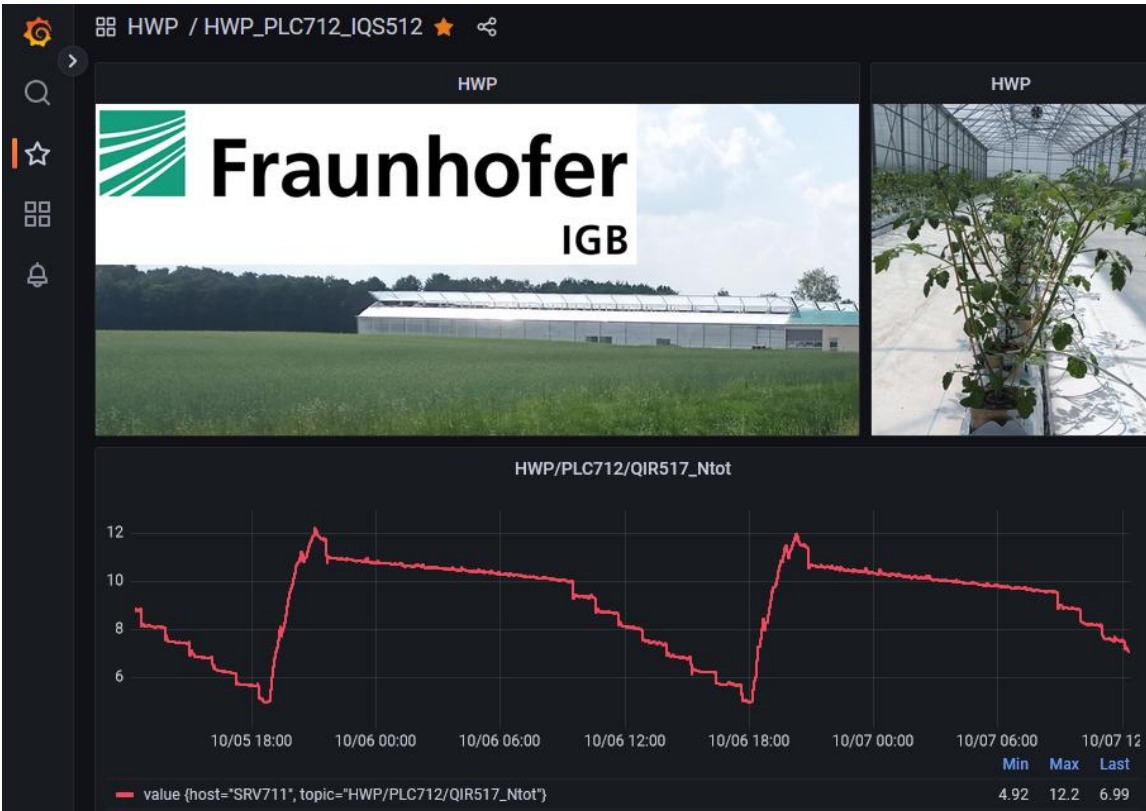 HWP / HWP_PLC712_IQS512
HWP
HWP
Fraunhofer
IGB
HWP/PLC712/QIR517_Ntot
12
10
8
6
10/05 18:00 10/06 00:00 10/06 06:00 10/06 12:00 10/06 18:00 10/07 00:00 10/07 06:00 10/07 12
Min Max Last
value {host="SRV711", topic="HWP/PLC712/QIR517_Ntot"} 4.92 12.2 6.99